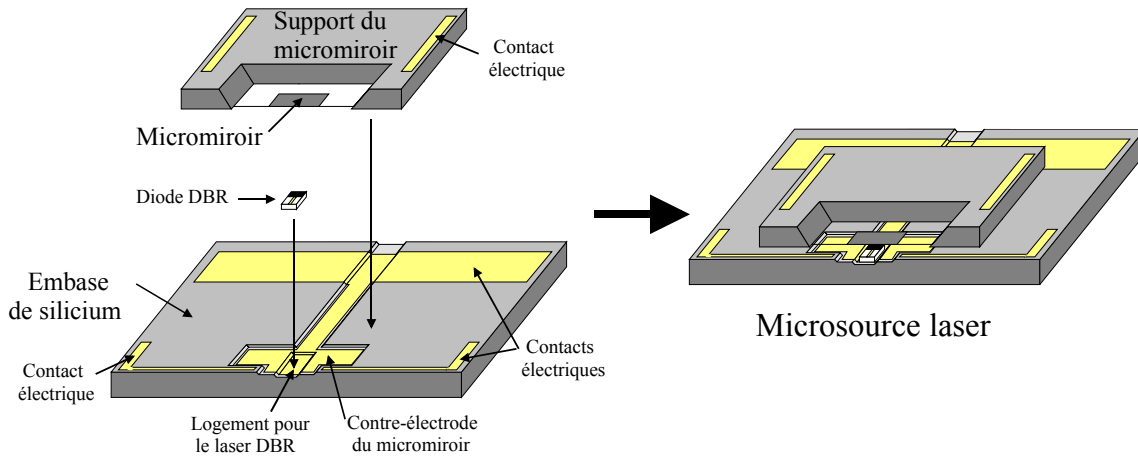 Support du
micromiroir
Contact
électrique
Micromiroir
Diode DBR
Embase
de silicium
Contact
électrique
Logement pour
le laser DBR
Contre-électrode
du micromiroir
Contacts
électriques
Microsource laser